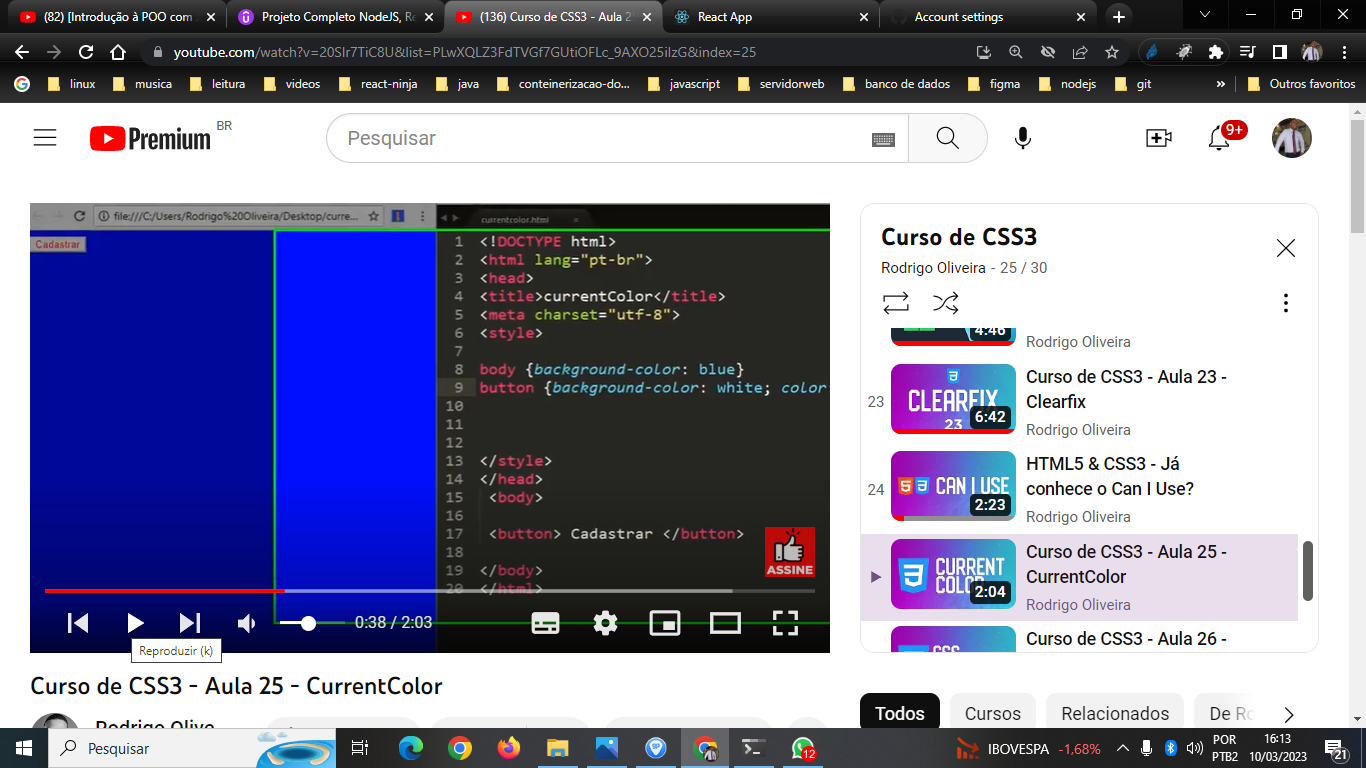 (82) [Introdução à POO com
Projeto Completo NodeJS, Re
(136) Curso de CSS3 - Aula 2
React App
Account settings
youtube.com/watch?v=20SIr7TiC8U&list=PLwXQLZ3FdTVGf7GUtiOFLc_9AXO25iIzG&index=25
linux
musica
leitura
videos
react-ninja
java
conteinerizacao-do...
javascript
servidorweb
banco de dados
figma
nodejs
git
»
Outros favoritos
Premium BR
Pesquisar
9+
file:///C:/Users/Rodrigo%20Oliveira/Desktop/curre...
currentcolor.html
Cadastrar
1 <!DOCTYPE html>
2 <html lang="pt-br">
3 <head>
4 <title>currentColor</title>
5 <meta charset="utf-8">
6 <style>
7
8 body {background-color: blue}
9 button {background-color: white; color
10
11
12
13 </style>
14 </head>
15 <body>
16
17 <button> Cadastrar </button>
18
19 </body>
20 </html>
ASSINE
0:38 / 2:03
Reproduzir (k)
Curso de CSS3 - Aula 25 - CurrentColor
Rodrigo Olive
Curso de CSS3
Rodrigo Oliveira - 25 / 30
4:46
Rodrigo Oliveira
23
CLEARFIX
23
6:42
Curso de CSS3 - Aula 23 -
Clearfix
Rodrigo Oliveira
24
CAN I USE
2:23
HTML5 & CSS3 - Já
conhece o Can I Use?
Rodrigo Oliveira
CURRENT
COLOR
2:04
Curso de CSS3 - Aula 25 -
CurrentColor
Rodrigo Oliveira
CSS
Curso de CSS3 - Aula 26 -
Todos
Cursos
Relacionados
De Ro
Pesquisar
12
IBOVESPA -1,68%
POR
PTB2
16:13
10/03/2023
21